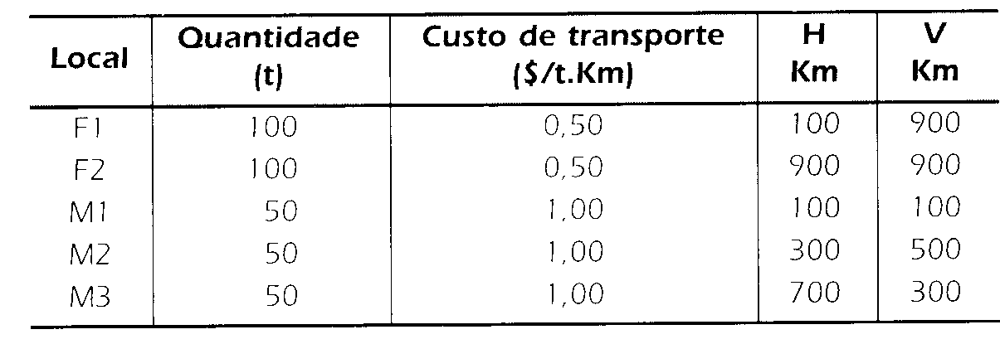 Local Quantidade (t) Custo de transporte ($/t.Km) H Km V Km
F1 100 0,50 100 900
F2 100 0,50 900 900
M1 50 1,00 100 100
M2 50 1,00 300 500
M3 50 1,00 700 300